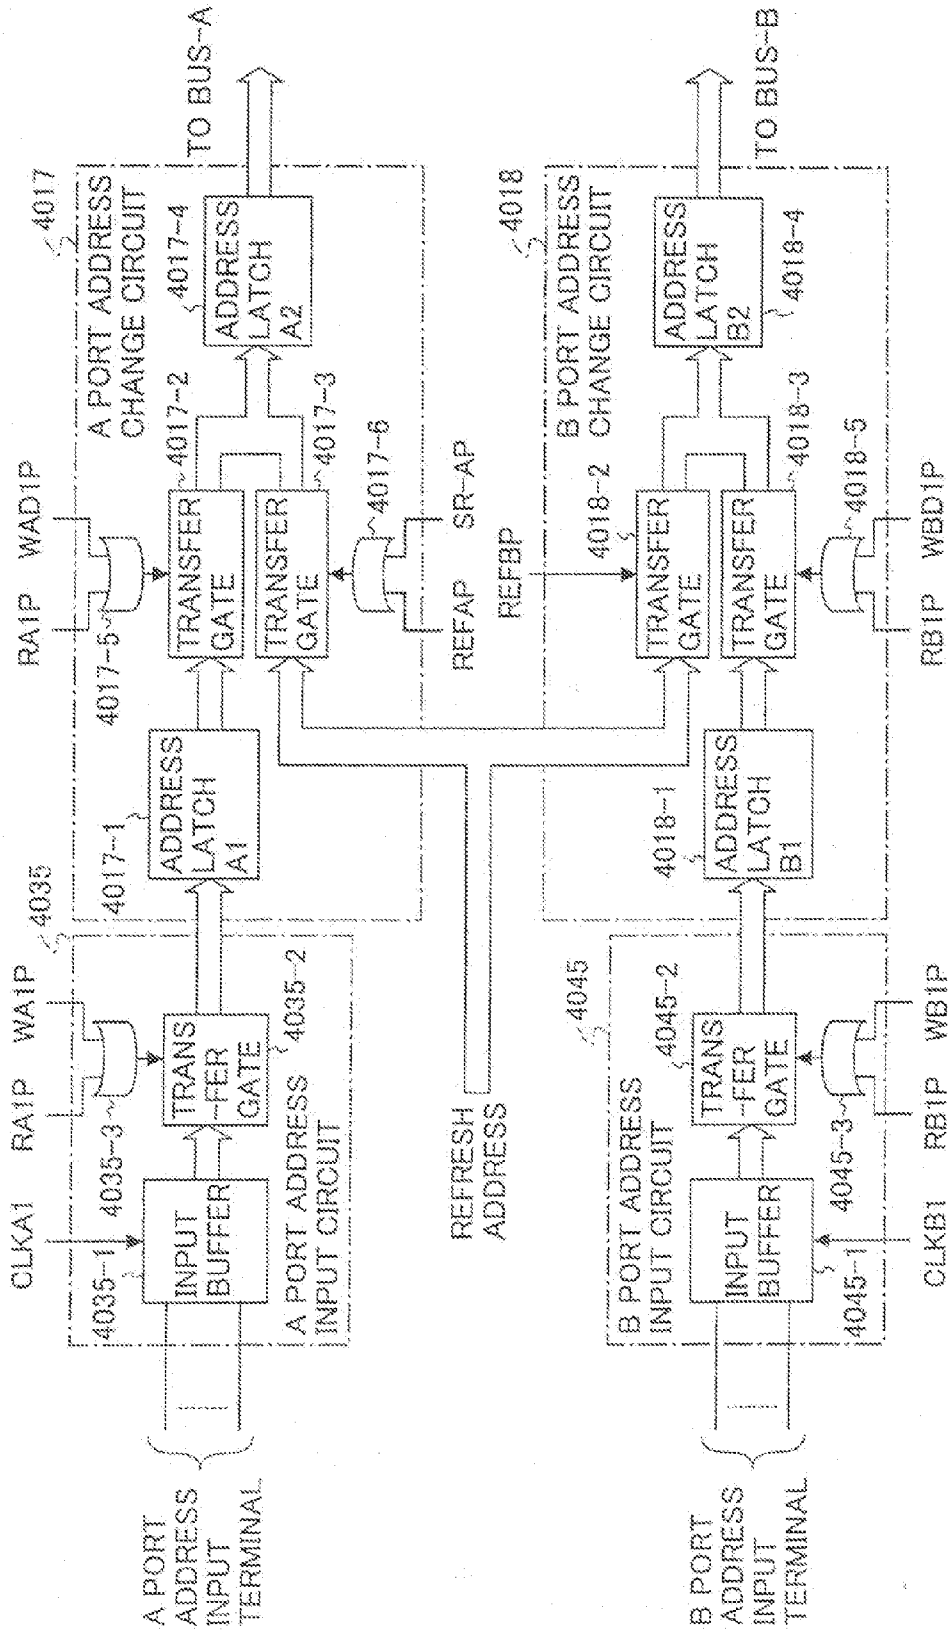 CLKA1
RA1P
WA1P
RA1P
WAD1P
TO BUS-A
4035
4017
4035-1
4035-3
4017-1
4017-5
A PORT ADDRESS
CHANGE CIRCUIT
4017-2
4017-4
A PORT
ADDRESS
INPUT
TERMINAL
INPUT
BUFFER
TRANS
-FER
GATE
4035-2
ADDRESS
LATCH
A1
TRANSFER
GATE
TRANSFER
GATE
4017-3
4017-6
ADDRESS
LATCH
A2
A PORT ADDRESS
INPUT CIRCUIT
REFAP
SR-AP
REFRESH
ADDRESS
REFBP
4045
4018
B PORT ADDRESS
INPUT CIRCUIT
4045-2
4018-1
4018-2
B PORT ADDRESS
CHANGE CIRCUIT
B PORT
ADDRESS
INPUT
TERMINAL
INPUT
BUFFER
TRANS
-FER
GATE
ADDRESS
LATCH
B1
TRANSFER
GATE
TRANSFER
GATE
4018-3
ADDRESS
LATCH
B2
4018-4
4045-1
4045-3
4018-5
TO BUS-B
CLKB1
RB1P
WB1P
RB1P
WBD1P